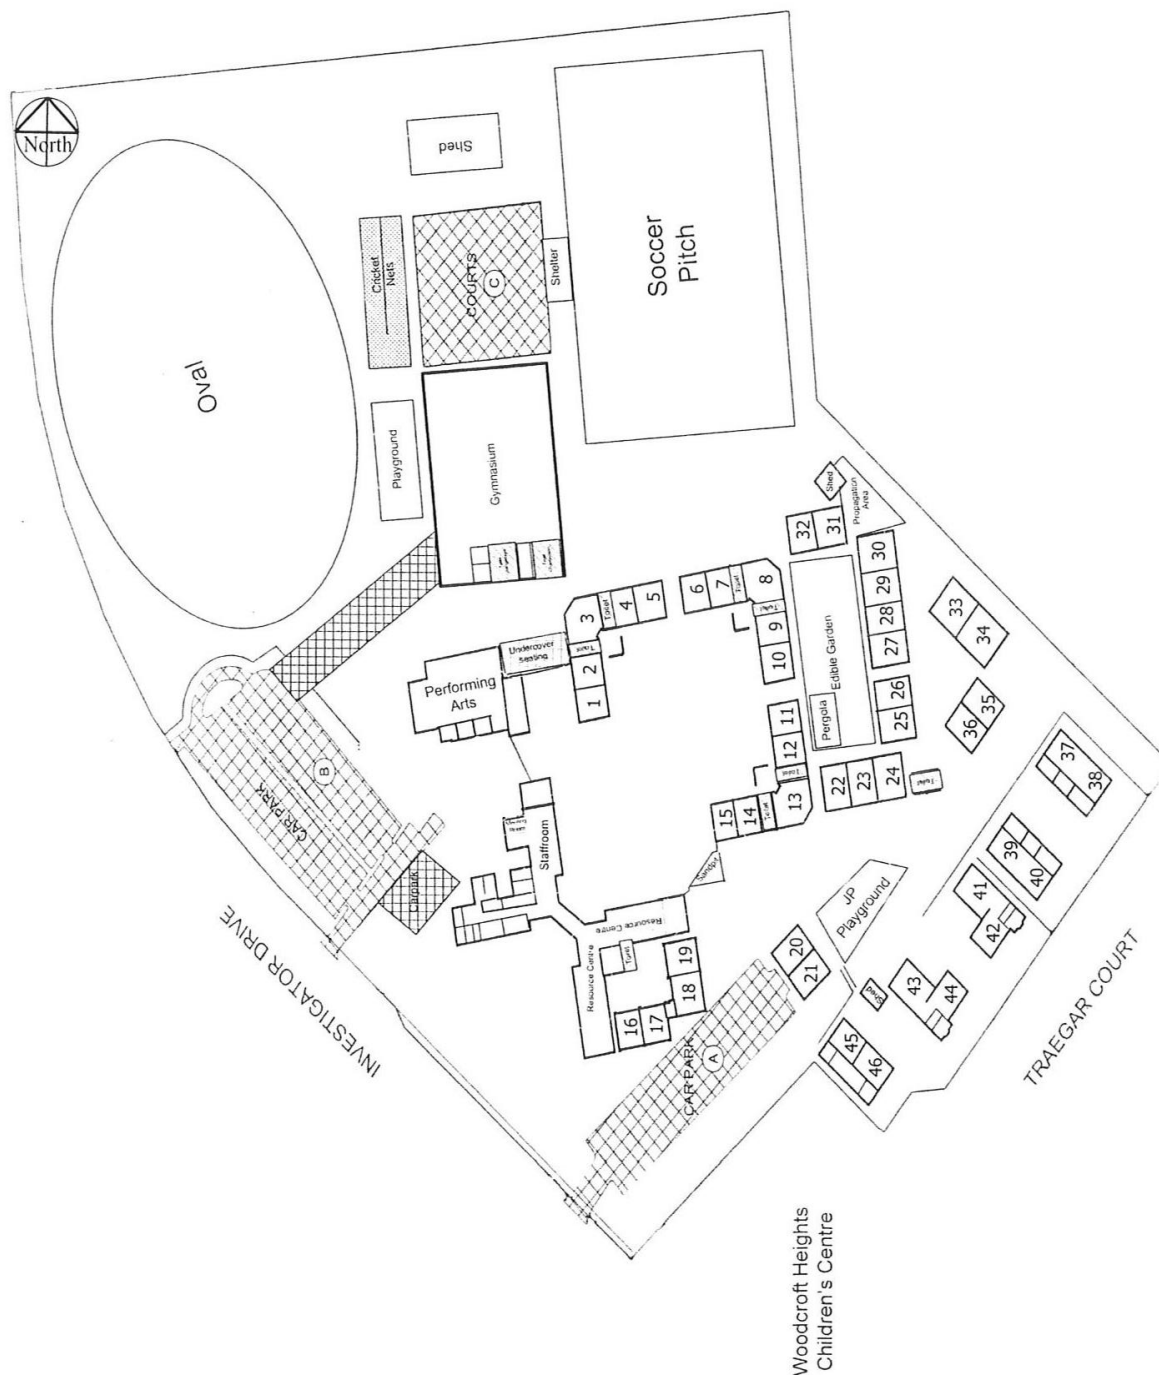 North
Shed
Oval
Cricket
Nets
COURTS
C
Shelter
Soccer
Pitch
Playground
Gymnasium
Shed
Propagation
Area
32
31
30
29
28
27
26
25
Edible Garden
Pergola
33
34
35
36
3
Toilet
4
5
6
7
Toilet
8
Toilet
9
10
Undercover
Seating
Toilet
2
1
Performing
Arts
11
12
Toilet
13
Toilet
14
15
22
23
24
Toilet
CAR PARK
B
Carpark
Staffroom
Sandpit
Resource Centre
Resource Centre
Toilet
16
17
18
19
JP
Playground
20
21
CAR PARK
A
Shed
37
38
39
40
41
42
43
44
45
46
INVESTIGATOR DRIVE
TRAEGAR COURT
Woodcroft Heights
Children's Centre